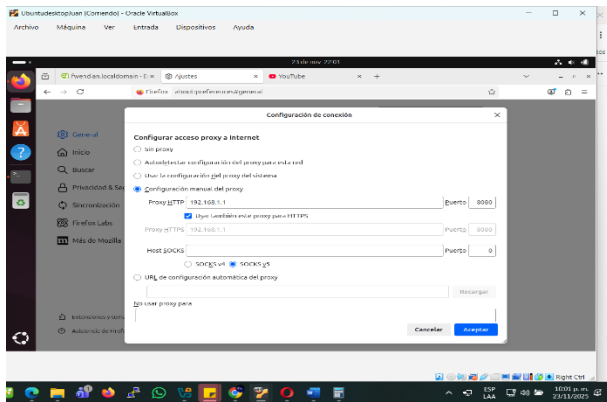 UbuntudesktopJuan [Corriendo] - Oracle VirtualBox
Archivo Máquina Ver Entrada Dispositivos Ayuda
23 de nov 22:01
Ajustes
YouTube
Firefox about:preferences#general
Configuración de conexión
General
Inicio
Buscar
Privacidad & Se
Sincronización
Firefox Labs
Más de Mozilla
Configurar acceso proxy a Internet
Sin proxy
Autodetectar configuración del proxy para esta red
Usar la configuración del proxy del sistema
Configuración manual del proxy
Proxy HTTP 192.168.1.1 Puerto 8080
Usar también este proxy para HTTPS
Proxy HTTPS 192.168.1.1 Puerto 8080
Host SOCKS Puerto 0
SOCKS v4 SOCKS v5
URL de configuración automática del proxy
Recargar
No usar proxy para
Cancelar Aceptar
Right Ctrl
ESP
LAA
10:01 p. m.
23/11/2025